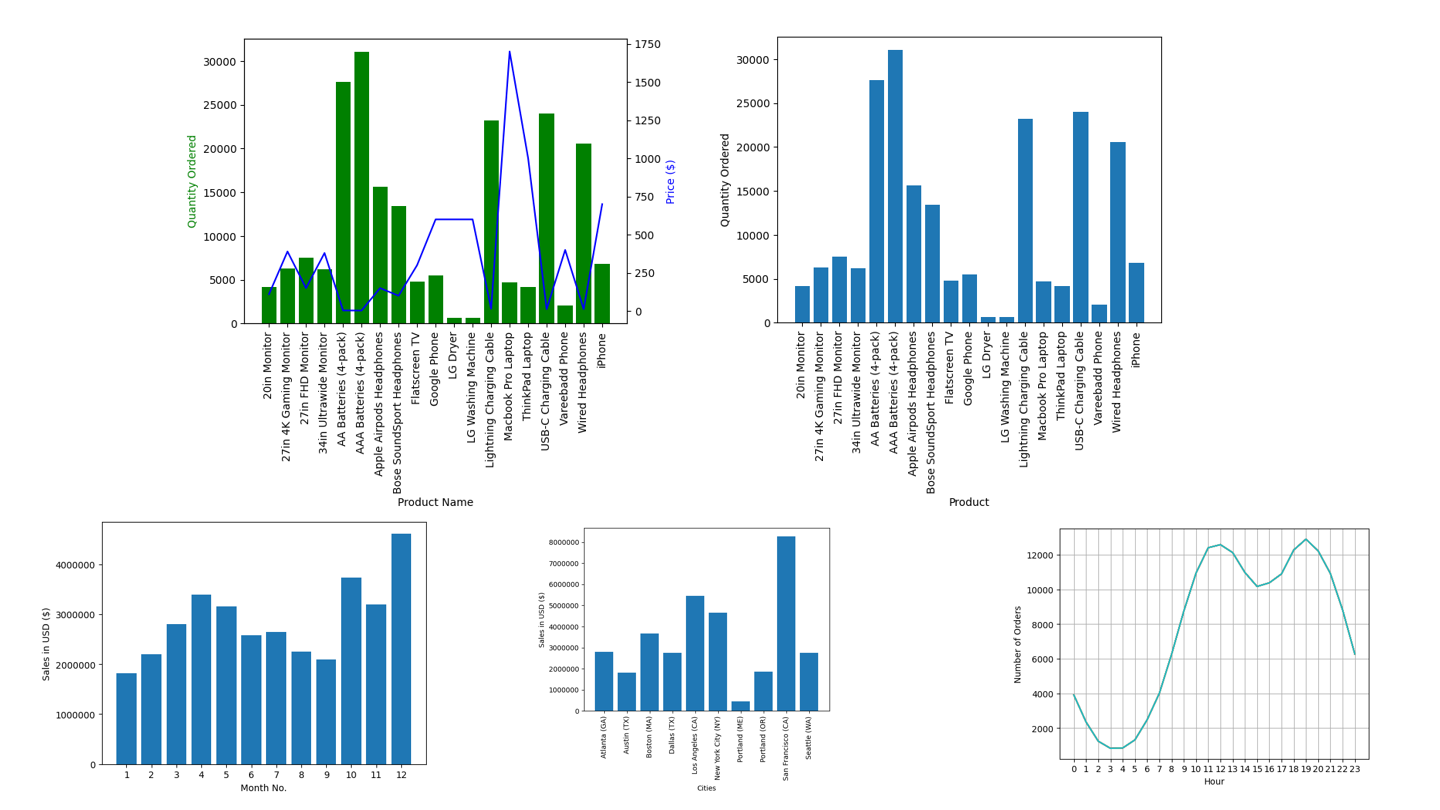 30000
25000
20000
15000
10000
5000
0
Quantity Ordered
1750
1500
1250
1000
750
500
250
0
Price ($)
20in Monitor
27in 4K Gaming Monitor
27in FHD Monitor
34in Ultrawide Monitor
AA Batteries (4-pack)
AAA Batteries (4-pack)
Apple Airpods Headphones
Bose SoundSport Headphones
Flatscreen TV
Google Phone
LG Dryer
LG Washing Machine
Lightning Charging Cable
Macbook Pro Laptop
ThinkPad Laptop
USB-C Charging Cable
Vareebadd Phone
Wired Headphones
iPhone
Product Name
30000
25000
20000
15000
10000
5000
0
Quantity Ordered
20in Monitor
27in 4K Gaming Monitor
27in FHD Monitor
34in Ultrawide Monitor
AA Batteries (4-pack)
AAA Batteries (4-pack)
Apple Airpods Headphones
Bose SoundSport Headphones
Flatscreen TV
Google Phone
LG Dryer
LG Washing Machine
Lightning Charging Cable
Macbook Pro Laptop
ThinkPad Laptop
USB-C Charging Cable
Vareebadd Phone
Wired Headphones
iPhone
Product
4000000
3000000
2000000
1000000
0
Sales in USD ($)
1 2 3 4 5 6 7 8 9 10 11 12
Month No.
8000000
7000000
6000000
5000000
4000000
3000000
2000000
1000000
0
Sales in USD ($)
Atlanta (GA)
Austin (TX)
Boston (MA)
Dallas (TX)
Los Angeles (CA)
New York City (NY)
Portland (ME)
Portland (OR)
San Francisco (CA)
Seattle (WA)
Cities
12000
10000
8000
6000
4000
2000
Number of Orders
0 1 2 3 4 5 6 7 8 9 10 11 12 13 14 15 16 17 18 19 20 21 22 23
Hour